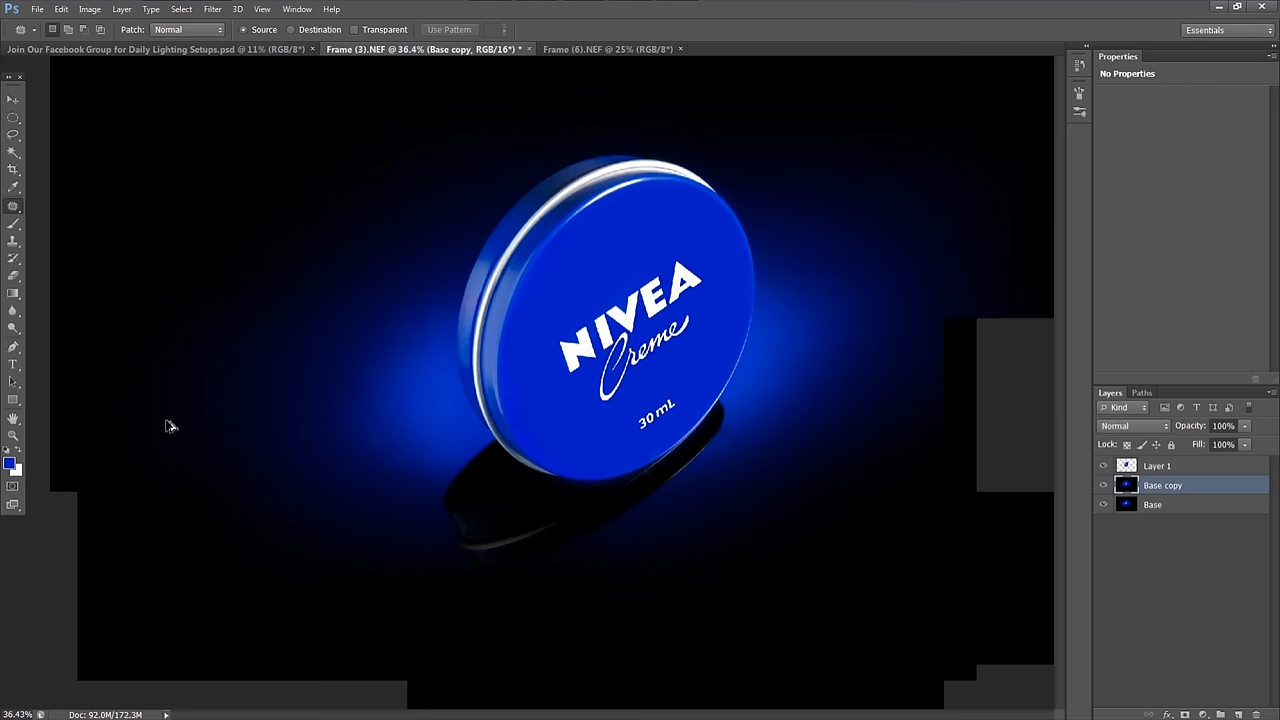 Ps File Edit Image Layer Type Select Filter 3D View Window Help
Patch: Normal Source Destination Transparent Use Pattern Essentials
Join Our Facebook Group for Daily Lighting Setups.psd @ 11% (RGB/8*) × Frame (3).NEF @ 36.4% (Base copy, RGB/16*) * × Frame (6).NEF @ 25% (RGB/8*) ×
Properties
No Properties
NIVEA
Creme
30 mL
Layers Paths
Kind
Normal Opacity: 100%
Lock: Fill: 100%
Layer 1
Base copy
Base
36.43% Doc: 92.0M/172.3M